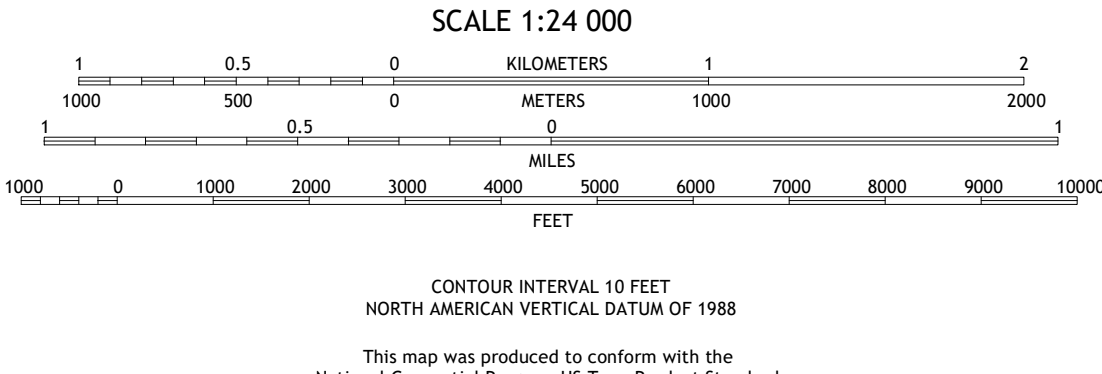 SCALE 1:24 000
1 0.5 0 KILOMETERS 1 2
1000 500 0 METERS 1000 2000
1 0.5 0 1
MILES
1000 0 1000 2000 3000 4000 5000 6000 7000 8000 9000 10000
FEET
CONTOUR INTERVAL 10 FEET
NORTH AMERICAN VERTICAL DATUM OF 1988
This map was produced to conform with the